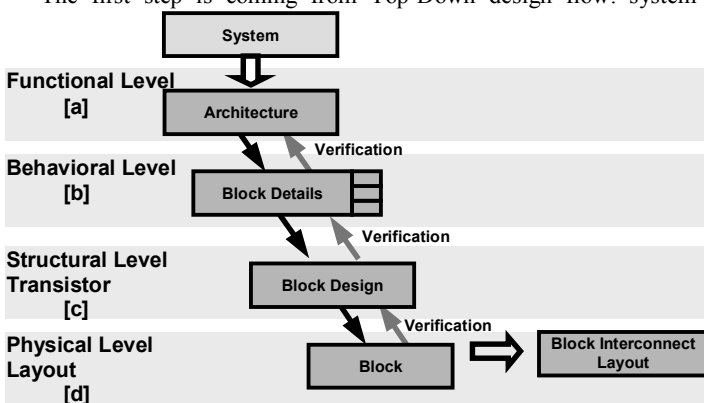 The first step is coming from Top-Down design flow: system
System
Functional Level
[a]
Architecture
Verification
Behavioral Level
[b]
Block Details
Verification
Structural Level
Transistor
[c]
Block Design
Verification
Physical Level
Layout
[d]
Block
Block Interconnect
Layout